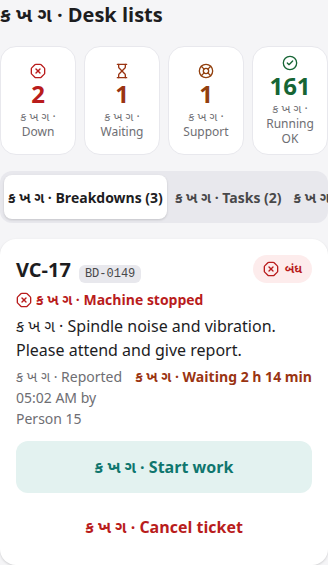 ક ખ ગ · Desk lists
2
ક ખ ગ ·
Down
1
ક ખ ગ ·
Waiting
1
ક ખ ગ ·
Support
161
ક ખ ગ ·
Running
OK
ક ખ ગ · Breakdowns (3)
ક ખ ગ · Tasks (2)
ક ખ
VC-17 BD-0149
બંધ
ક ખ ગ · Machine stopped
ક ખ ગ · Spindle noise and vibration.
Please attend and give report.
ક ખ ગ · Reported
05:02 AM by
Person 15
ક ખ ગ · Waiting 2 h 14 min
ક ખ ગ · Start work
ક ખ ગ · Cancel ticket